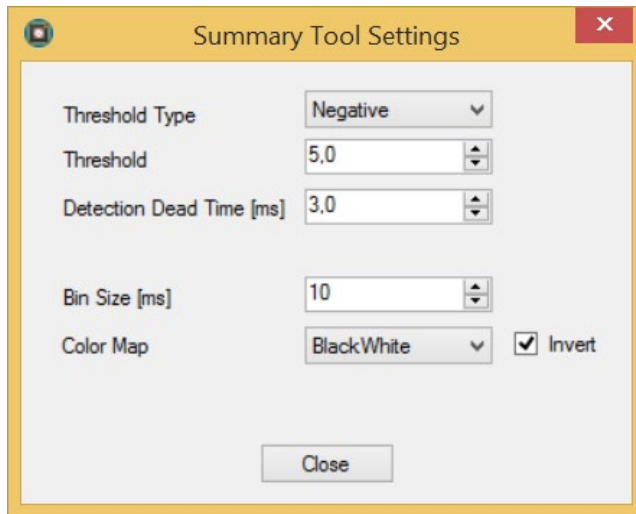 Summary Tool Settings
Threshold Type Negative
Threshold 5,0
Detection Dead Time [ms] 3,0
Bin Size [ms] 10
Color Map BlackWhite Invert
Close